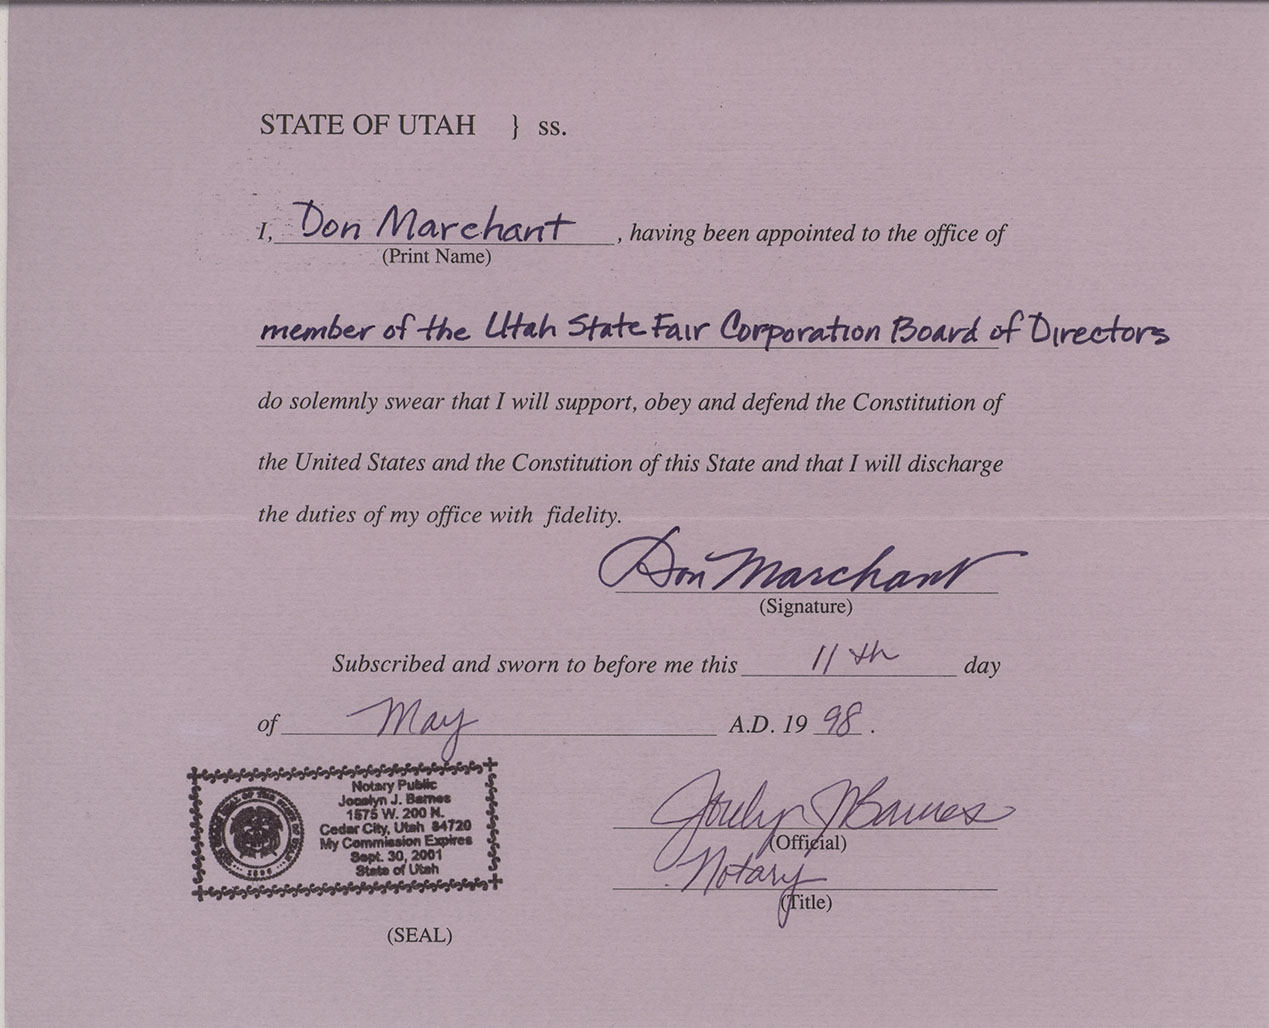 STATE OF UTAH } ss.
I, Don Marchant, having been appointed to the office of
(Print Name)
member of the Utah State Fair Corporation Board of Directors
do solemnly swear that I will support, obey and defend the Constitution of
the United States and the Constitution of this State and that I will discharge
the duties of my office with fidelity.
Don Marchant
(Signature)
Subscribed and sworn to before me this 11th day
of May A.D. 1998.
Notary Public
Jocelyn J. Barnes
1575 W. 200 N.
Cedar City, Utah 84720
My Commission Expires
Sept. 30, 2001
State of Utah
1896
(SEAL)
Jocelyn J Barnes
(Official)
Notary
(Title)